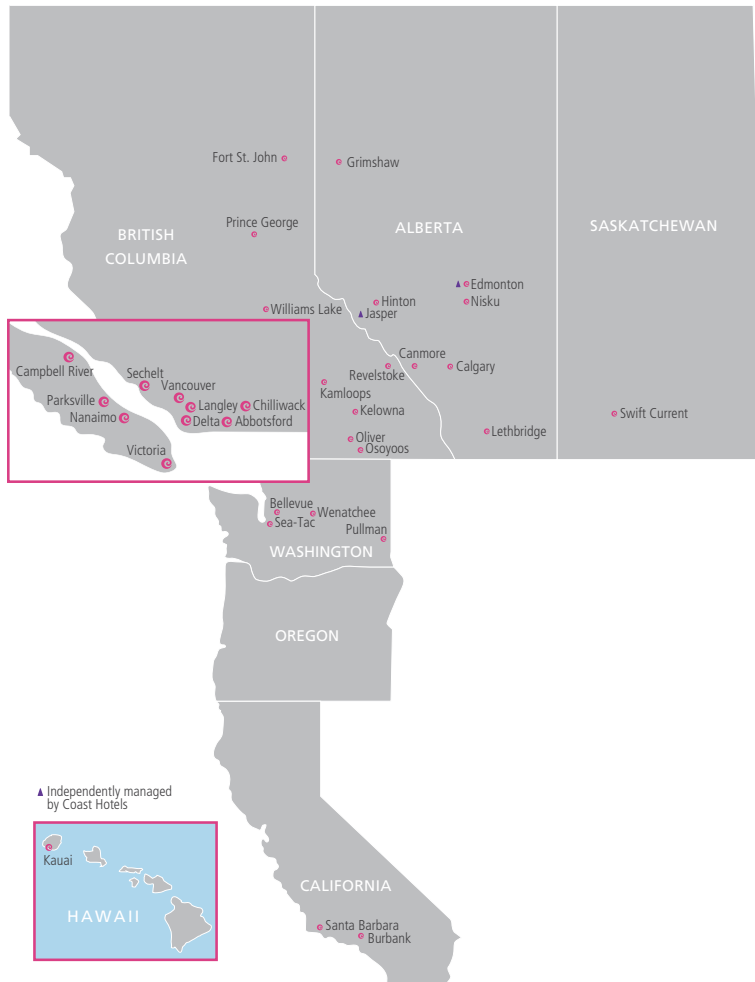 Fort St. John
Grimshaw
Prince George
BRITISH
COLUMBIA
ALBERTA
SASKATCHEWAN
Edmonton
Hinton
Nisku
Williams Lake
Jasper
Campbell River
Sechelt
Vancouver
Parksville
Langley
Chilliwack
Nanaimo
Delta
Abbotsford
Victoria
Canmore
Revelstoke
Calgary
Kamloops
Kelowna
Swift Current
Oliver
Lethbridge
Osoyoos
Bellevue
Wenatchee
Sea-Tac
Pullman
WASHINGTON
OREGON
Independently managed
by Coast Hotels
Kauai
HAWAII
CALIFORNIA
Santa Barbara
Burbank